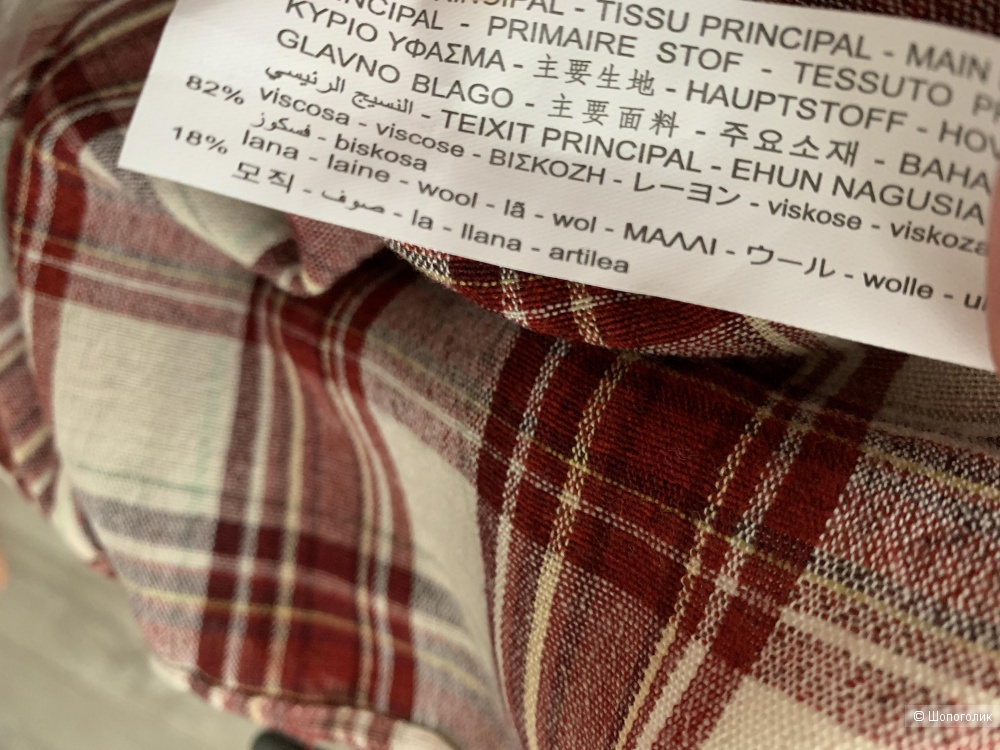 PRINCIPAL - TISSU PRINCIPAL - MAIN
PRINCIPAL - PRIMAIRE STOF - TESSUTO
ΚΥΡΙΟ ΥΦΑΣΜΑ - 主要生地 - HAUPTSTOFF -
GLAVNO BLAGO - 主要面料 - 주요소재 - BAHA
النسيج الرئيسي - TEIXIT PRINCIPAL - EHUN NAGUSIA
82% viscosa - viscose - ΒΙΣΚΟΖΗ - レーヨン - viskose - viskoza
فسكوز - biskosa
18% lana - laine - wool - lã - wol - ΜΑΛΛΙ - ウール - wolle -
모직 - صوف - la - llana - artilea
© Шопоголик